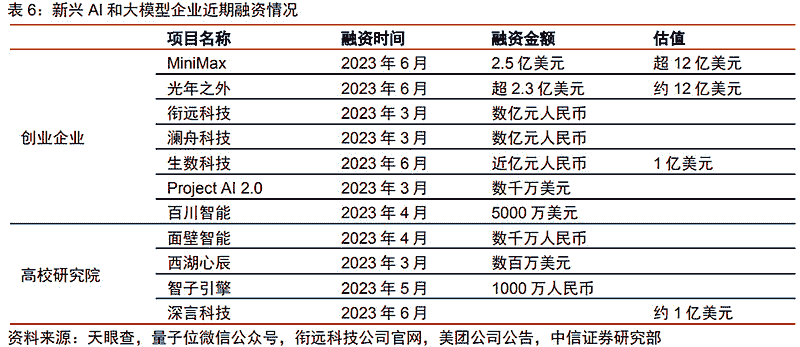 表 6：新兴 AI 和大模型企业近期融资情况
项目名称 融资时间 融资金额 估值
创业企业
MiniMax 2023 年 6 月 2.5 亿美元 超 12 亿美元
光年之外 2023 年 6 月 超 2.3 亿美元 约 12 亿美元
衔远科技 2023 年 3 月 数亿元人民币
澜舟科技 2023 年 3 月 数亿元人民币
生数科技 2023 年 6 月 近亿元人民币 1 亿美元
Project AI 2.0 2023 年 3 月 数千万美元
百川智能 2023 年 4 月 5000 万美元
高校研究院
面壁智能 2023 年 4 月 数千万人民币
西湖心辰 2023 年 3 月 数百万美元
智子引擎 2023 年 5 月 1000 万人民币
深言科技 2023 年 6 月 约 1 亿美元
资料来源：天眼查，量子位微信公众号，衔远科技公司官网，美团公司公告，中信证券研究部